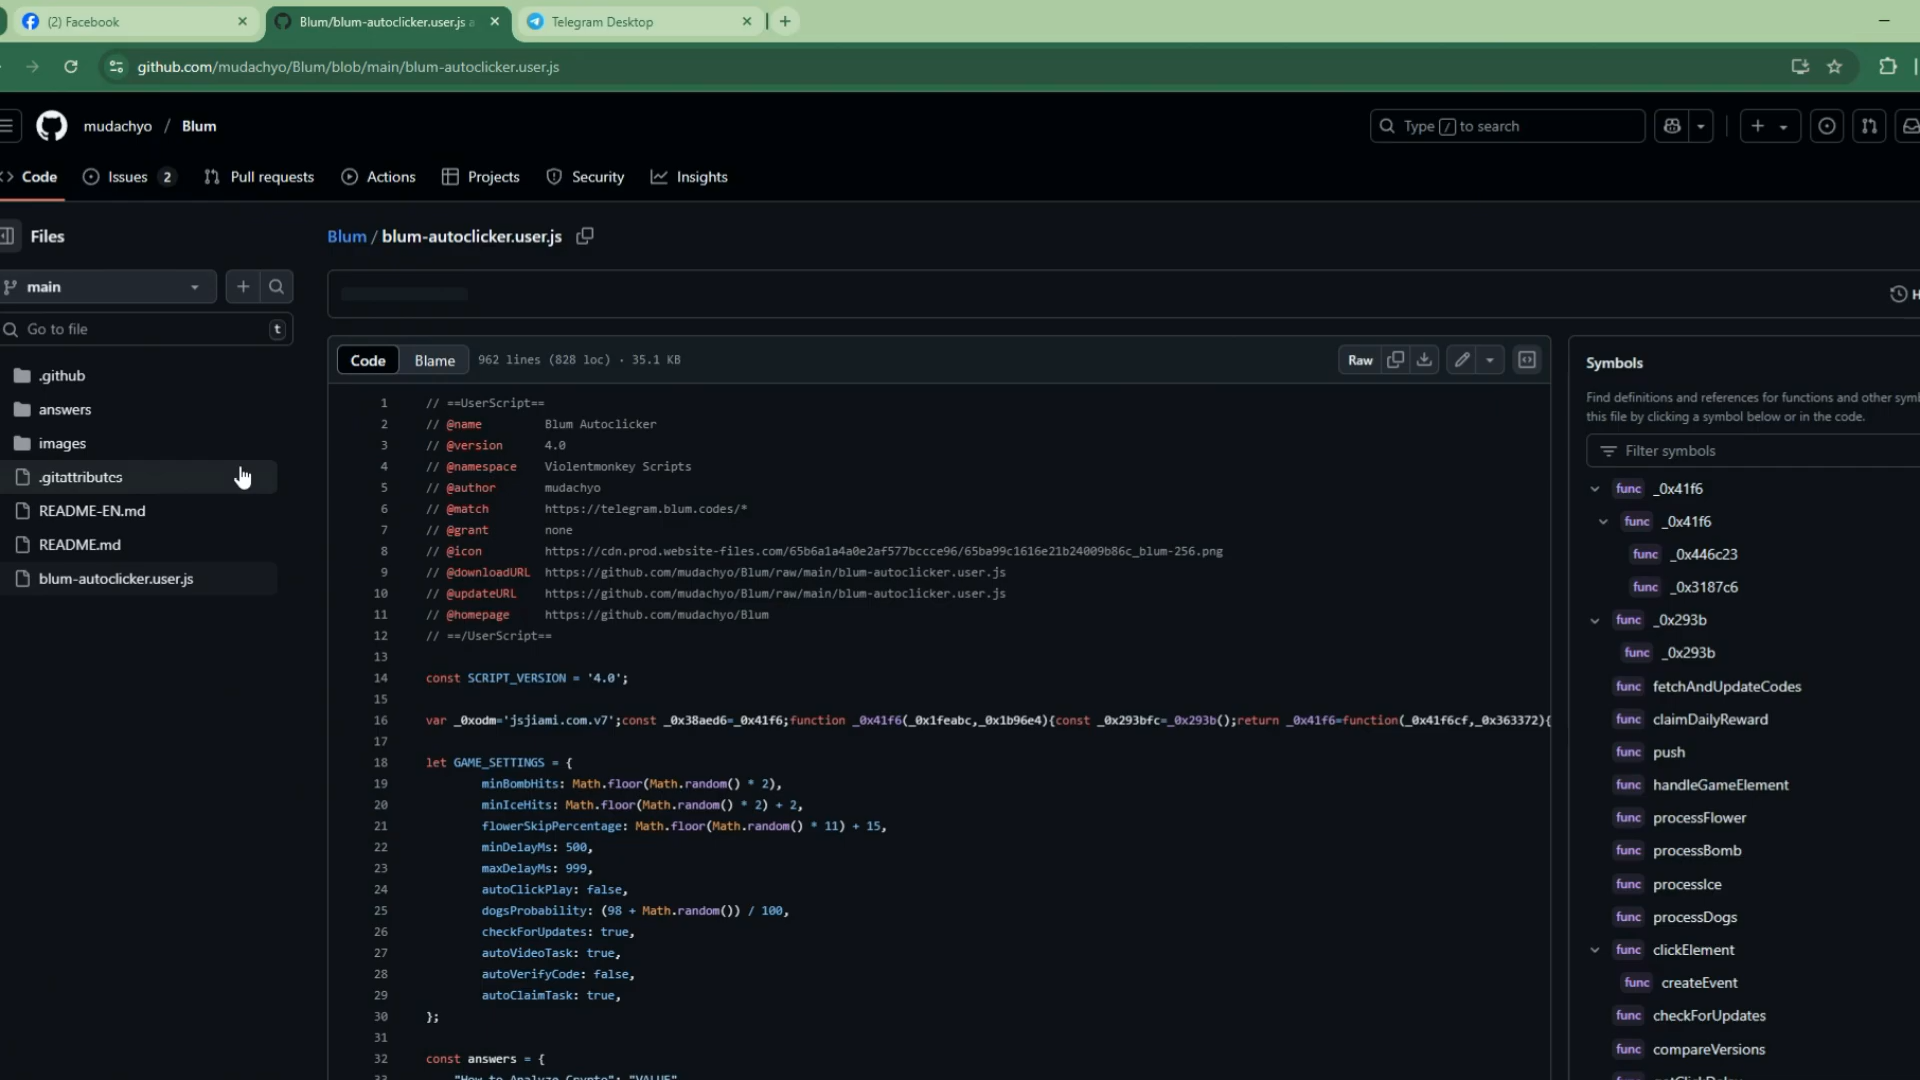 (2) Facebook
Blum/blum-autoclicker.user.js a
Telegram Desktop
github.com/mudachyo/Blum/blob/main/blum-autoclicker.user.js
mudachyo / Blum
Type / to search
Code
Issues 2
Pull requests
Actions
Projects
Security
Insights
Files
Blum / blum-autoclicker.user.js
main
Go to file t
.github
answers
images
.gitattributes
README-EN.md
README.md
blum-autoclicker.user.js
Code Blame 962 lines (828 loc) · 35.1 KB
Raw
1 // ==UserScript==
2 // @name Blum Autoclicker
3 // @version 4.0
4 // @namespace Violentmonkey Scripts
5 // @author mudachyo
6 // @match https://telegram.blum.codes/*
7 // @grant none
8 // @icon https://cdn.prod.website-files.com/65b6a1a4a0e2af577bccce96/65ba99c1616e21b24009b86c_blum-256.png
9 // @downloadURL https://github.com/mudachyo/Blum/raw/main/blum-autoclicker.user.js
10 // @updateURL https://github.com/mudachyo/Blum/raw/main/blum-autoclicker.user.js
11 // @homepage https://github.com/mudachyo/Blum
12 // ==/UserScript==
13
14 const SCRIPT_VERSION = '4.0';
15
16 var _0xodm='jsjiami.com.v7';const _0x38aed6=_0x41f6;function _0x41f6(_0x1feabc,_0x1b96e4){const _0x293bfc=_0x293b();return _0x41f6=function(_0x41f6cf,_0x363372){
17
18 let GAME_SETTINGS = {
19 minBombHits: Math.floor(Math.random() * 2),
20 minIceHits: Math.floor(Math.random() * 2) + 2,
21 flowerSkipPercentage: Math.floor(Math.random() * 11) + 15,
22 minDelayMs: 500,
23 maxDelayMs: 999,
24 autoClickPlay: false,
25 dogsProbability: (98 + Math.random()) / 100,
26 checkForUpdates: true,
27 autoVideoTask: true,
28 autoVerifyCode: false,
29 autoClaimTask: true,
30 };
31
32 const answers = {
33 "How to Analyze Crypto": "VALUE"
Symbols
Find definitions and references for functions and other symb
this file by clicking a symbol below or in the code.
Filter symbols
func _0x41f6
func _0x41f6
func _0x446c23
func _0x3187c6
func _0x293b
func _0x293b
func fetchAndUpdateCodes
func claimDailyReward
func push
func handleGameElement
func processFlower
func processBomb
func processIce
func processDogs
func clickElement
func createEvent
func checkForUpdates
func compareVersions